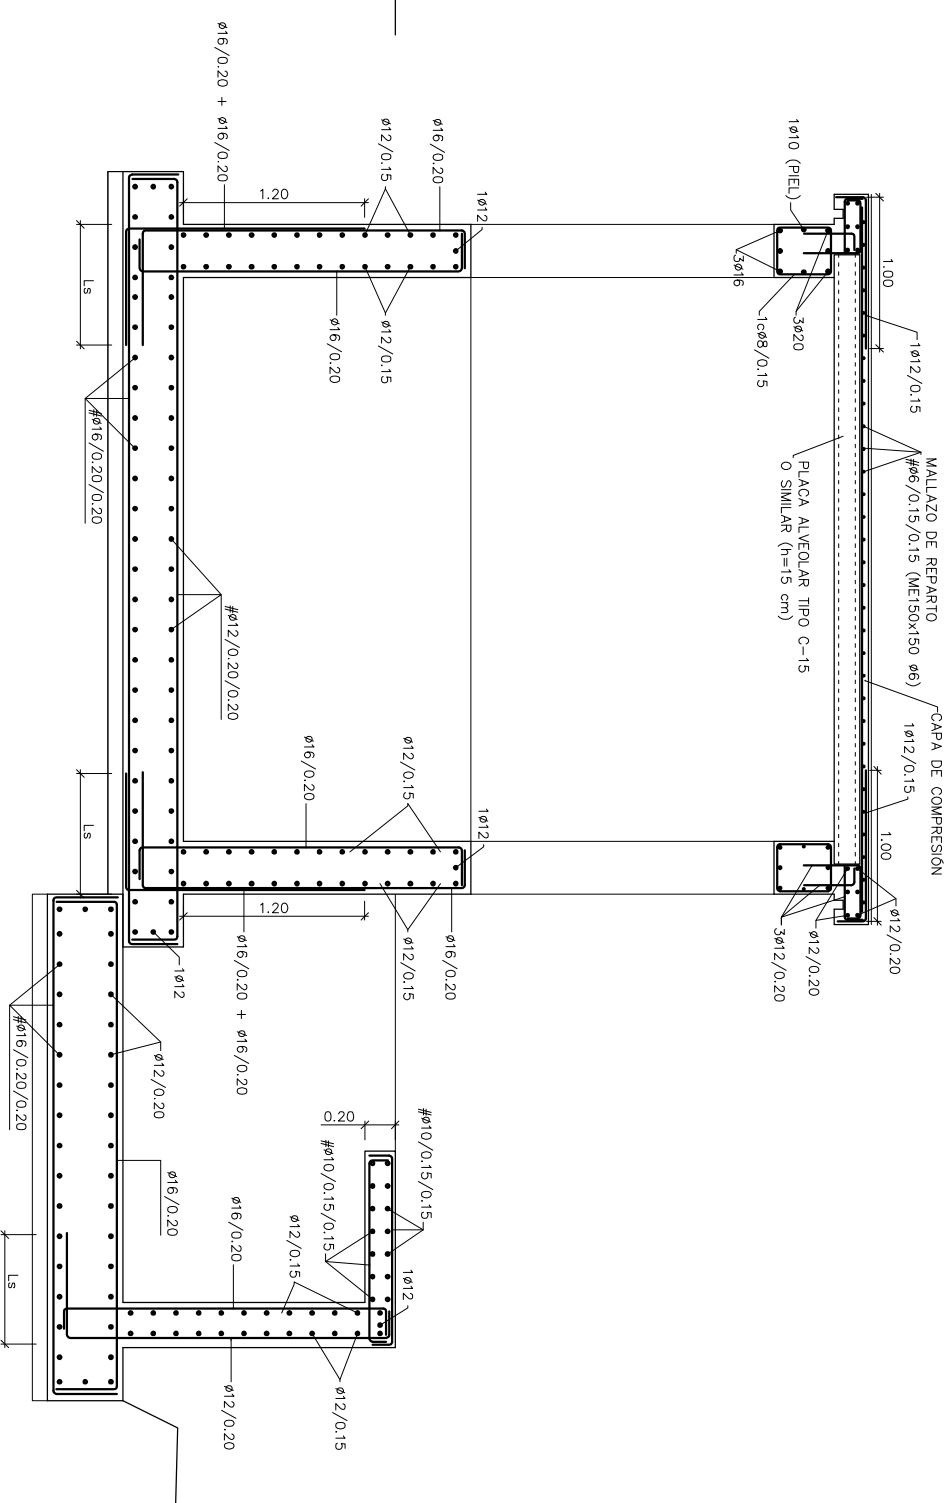 CAPA DE COMPRESIÓN
MALLAZO DE REPARTO
#ø6/0.15/0.15 (ME150x150 ø6)
1ø12/0.15
1ø12/0.15
1.00
1.00
ø12/0.20
ø12/0.20
3ø12/0.20
PLACA ALVEOLAR TIPO C-15
O SIMILAR (h=15 cm)
1ø10 (PIEL)
3ø20
1cø8/0.15
3ø16
1ø12
1ø12
ø16/0.20
ø12/0.15
ø12/0.15
ø16/0.20
ø12/0.15
ø16/0.20
ø16/0.20
ø12/0.15
#ø10/0.15/0.15
1ø12
0.20
#ø10/0.15/0.15
ø12/0.15
ø12/0.15
1.20
1.20
ø16/0.20 + ø16/0.20
ø16/0.20 + ø16/0.20
ø16/0.20
ø12/0.20
#ø12/0.20/0.20
1ø12
ø12/0.20
ø16/0.20
#ø16/0.20/0.20
Ls
Ls
#ø16/0.20/0.20
Ls